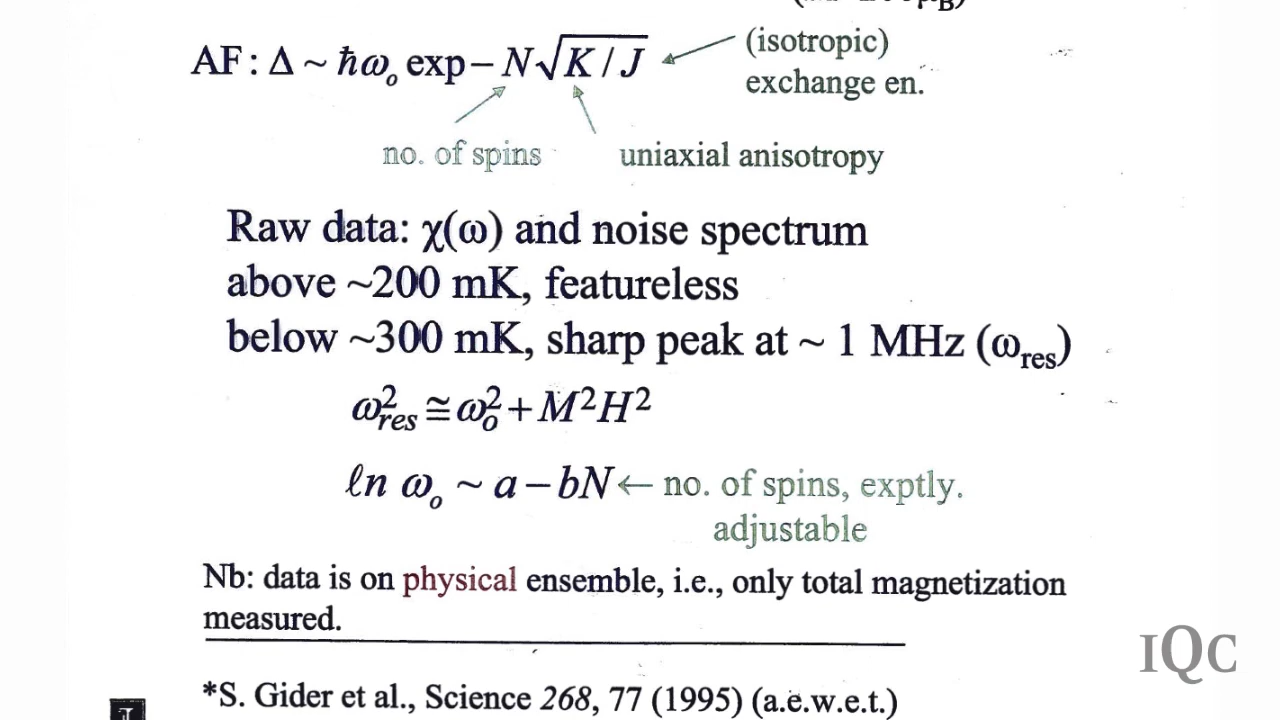 AF: Δ ~ ħω₀ exp – N√K / J
(isotropic)
exchange en.
no. of spins
uniaxial anisotropy
Raw data: χ(ω) and noise spectrum
above ~200 mK, featureless
below ~300 mK, sharp peak at ~ 1 MHz (ω_res)
ω²_res ≅ ω²_o + M²H²
ℓn ω_o ~ a – bN ← no. of spins, exptly.
adjustable
Nb: data is on physical ensemble, i.e., only total magnetization
measured.
*S. Gider et al., Science 268, 77 (1995) (a.e.w.e.t.)
IQC